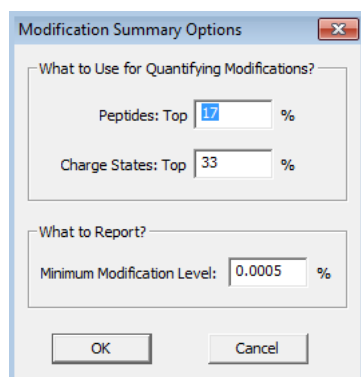 Modification Summary Options
What to Use for Quantifying Modifications?
Peptides: Top 17 %
Charge States: Top 33 %
What to Report?
Minimum Modification Level: 0.0005 %
OK Cancel